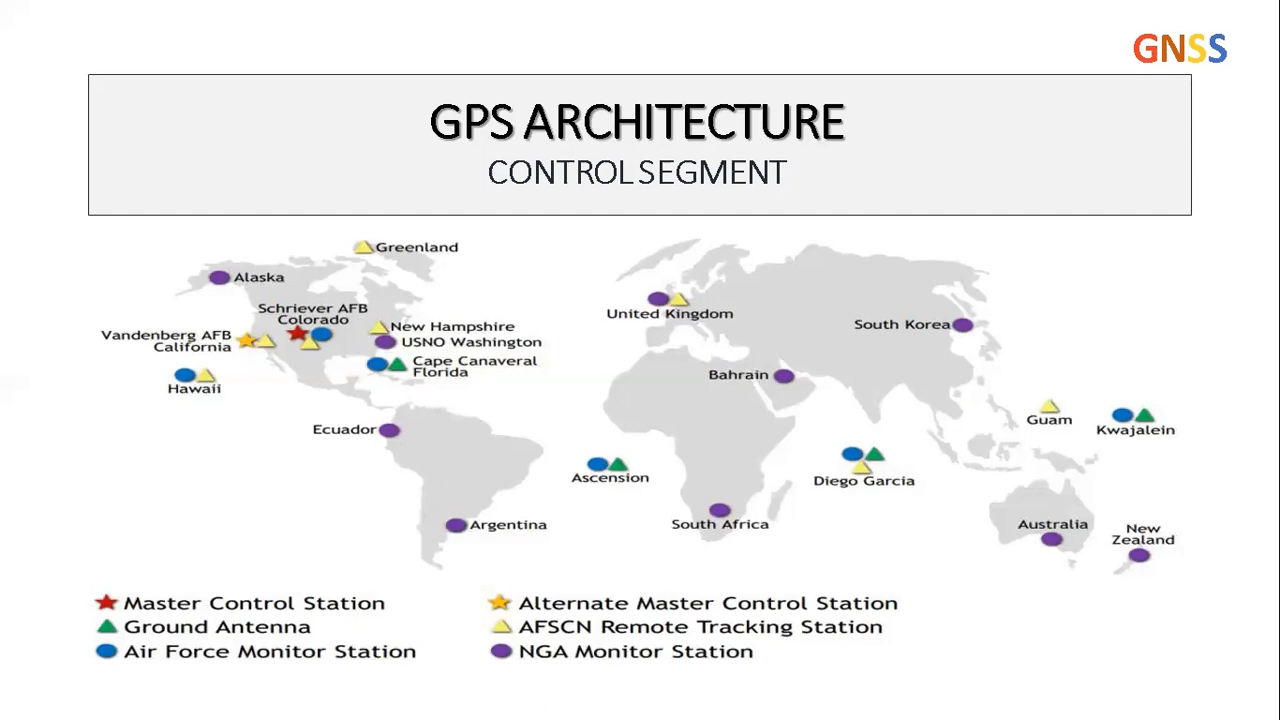 GNSS
GPS ARCHITECTURE
CONTROL SEGMENT
Greenland
Alaska
Schriever AFB
Colorado
Vandenberg AFB
California
New Hampshire
USNO Washington
Cape Canaveral
Florida
Hawaii
United Kingdom
South Korea
Bahrain
Guam
Kwajalein
Ecuador
Ascension
Diego Garcia
Argentina
South Africa
Australia
New
Zealand
Master Control Station
Alternate Master Control Station
Ground Antenna
AFSCN Remote Tracking Station
Air Force Monitor Station
NGA Monitor Station